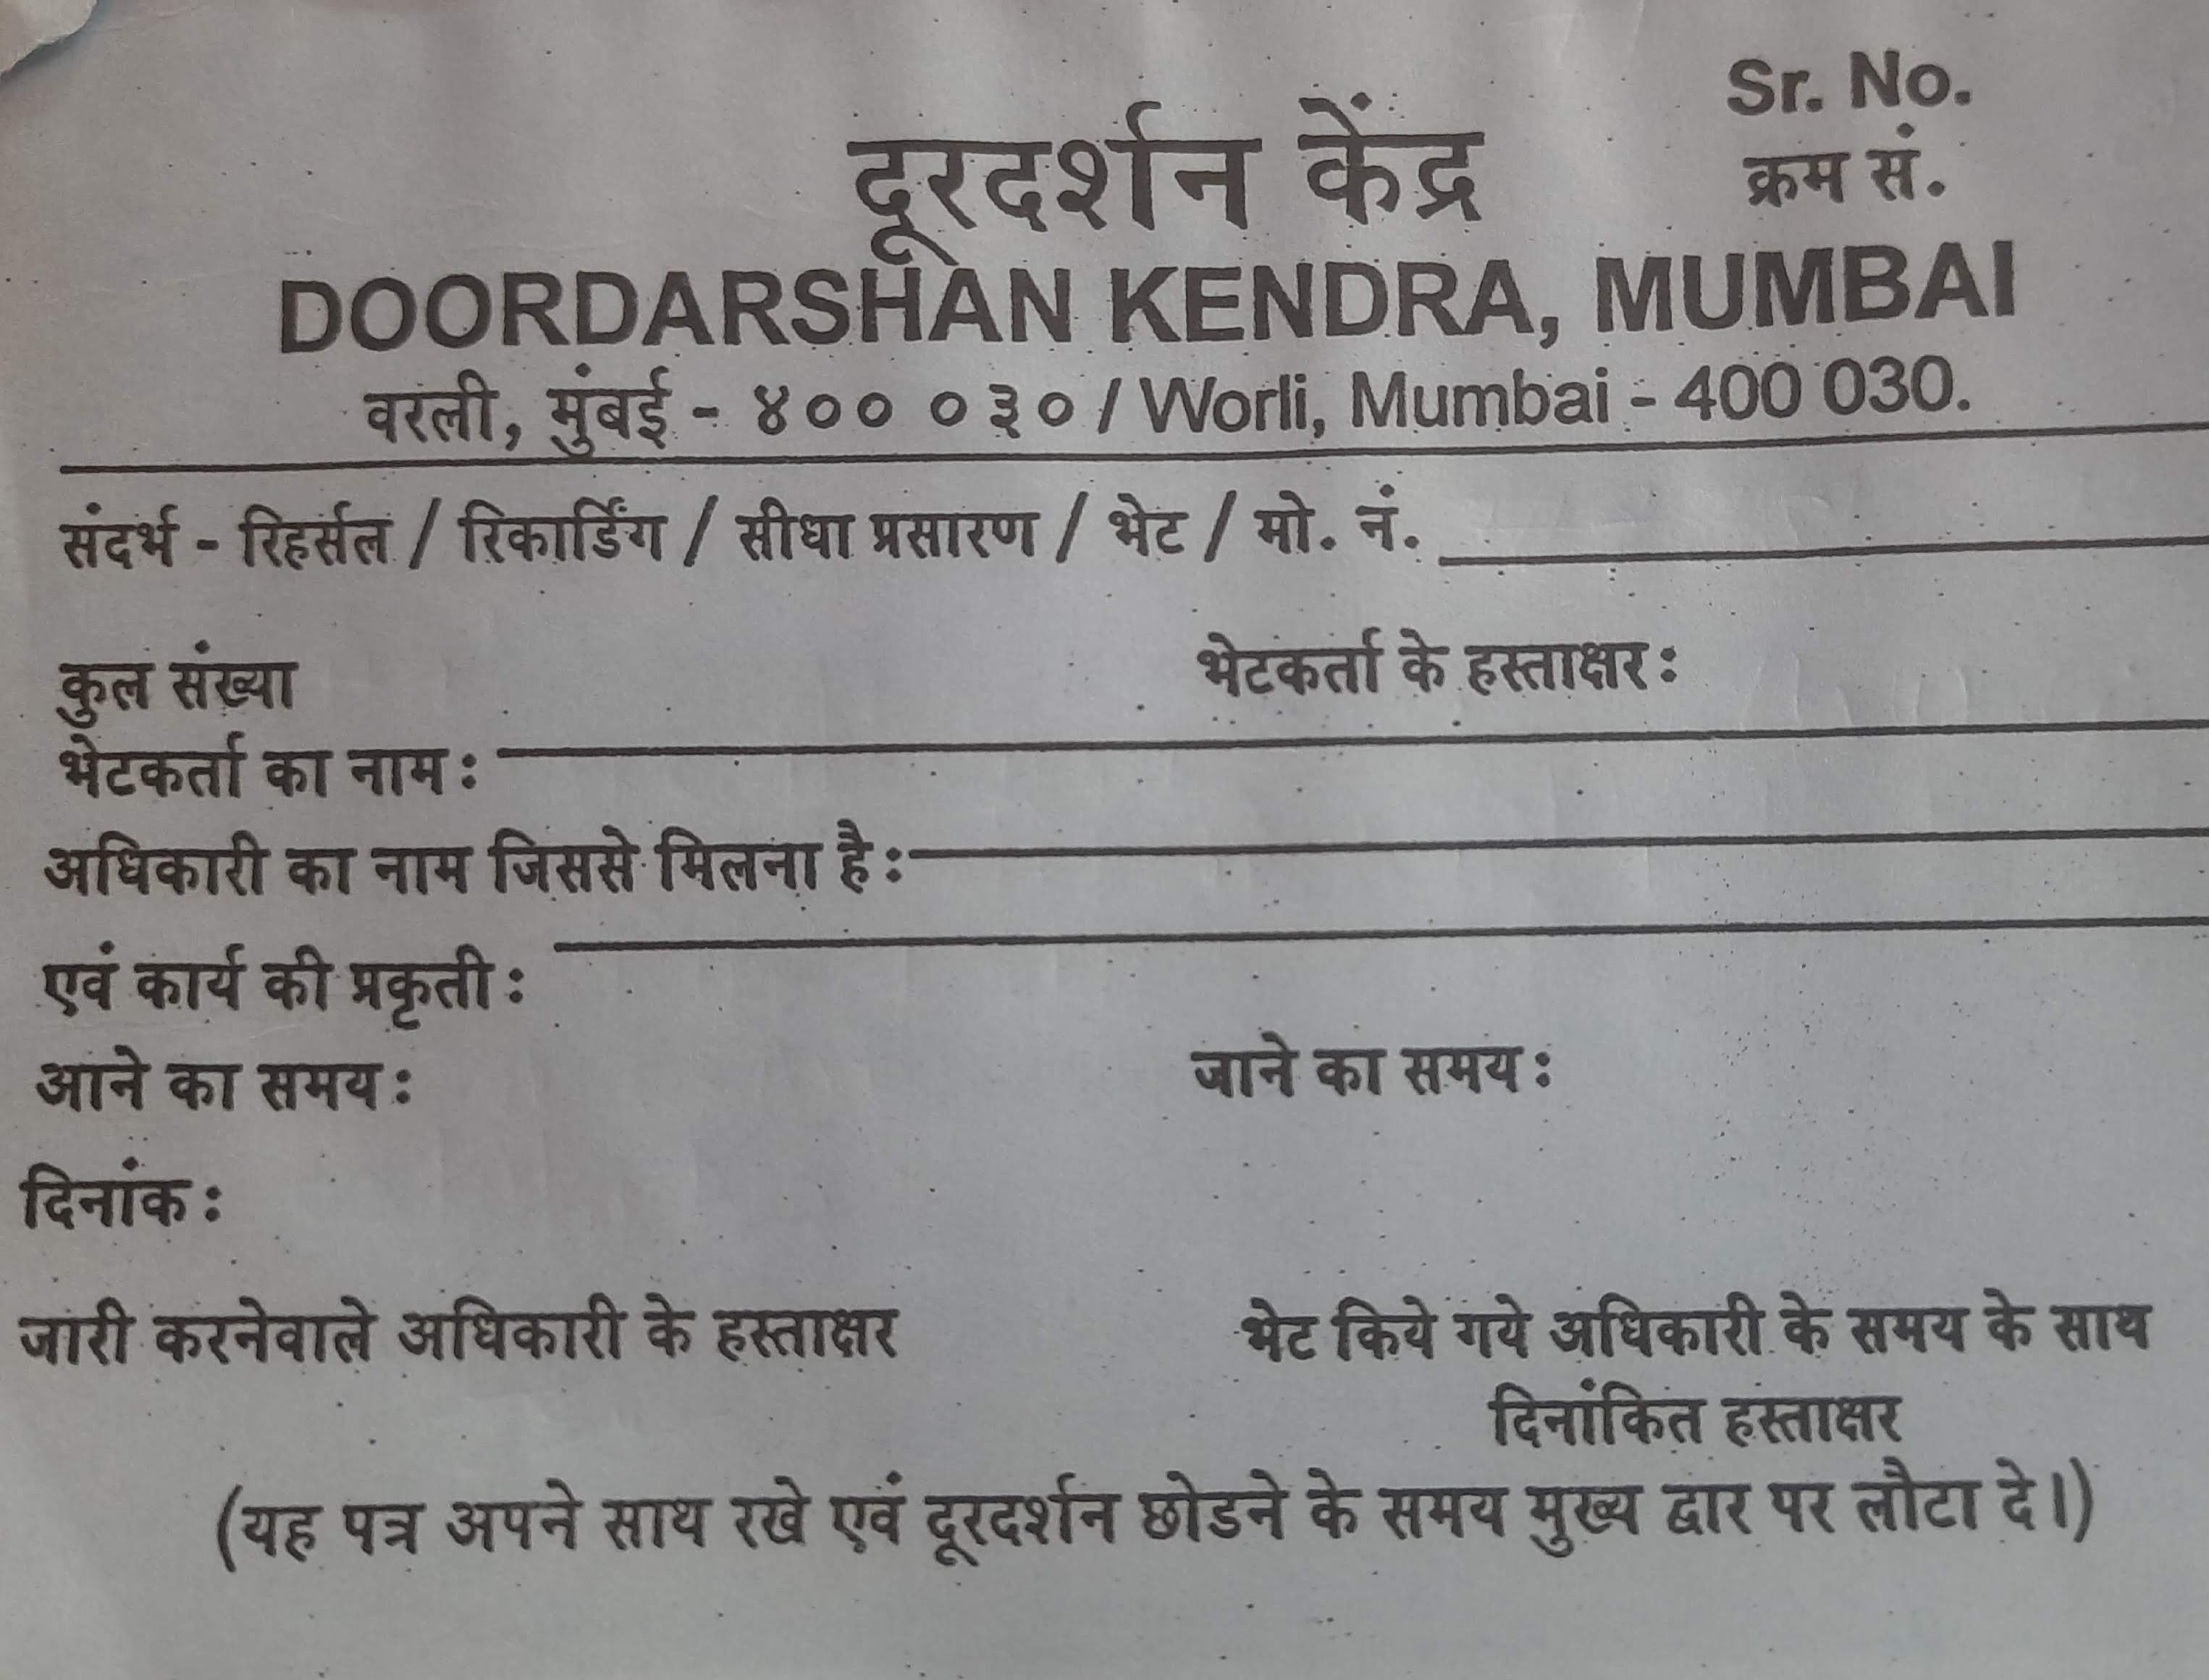 Sr. No.
क्रम सं.
दूरदर्शन केंद्र
DOORDARSHAN KENDRA, MUMBAI
वरली, मुंबई - ४०० ०३० / Worli, Mumbai - 400 030.
संदर्भ - रिहर्सल / रिकार्डिंग / सीधा प्रसारण / भेट / मो. नं.
कुल संख्या भेटकर्ता के हस्ताक्षर :
भेटकर्ता का नाम :
अधिकारी का नाम जिससे मिलना है :
एवं कार्य की प्रकृती :
आने का समय : जाने का समय :
दिनांक :
जारी करनेवाले अधिकारी के हस्ताक्षर भेट किये गये अधिकारी के समय के साथ
दिनांकित हस्ताक्षर
(यह पत्र अपने साथ रखे एवं दूरदर्शन छोडने के समय मुख्य द्वार पर लौटा दे।)